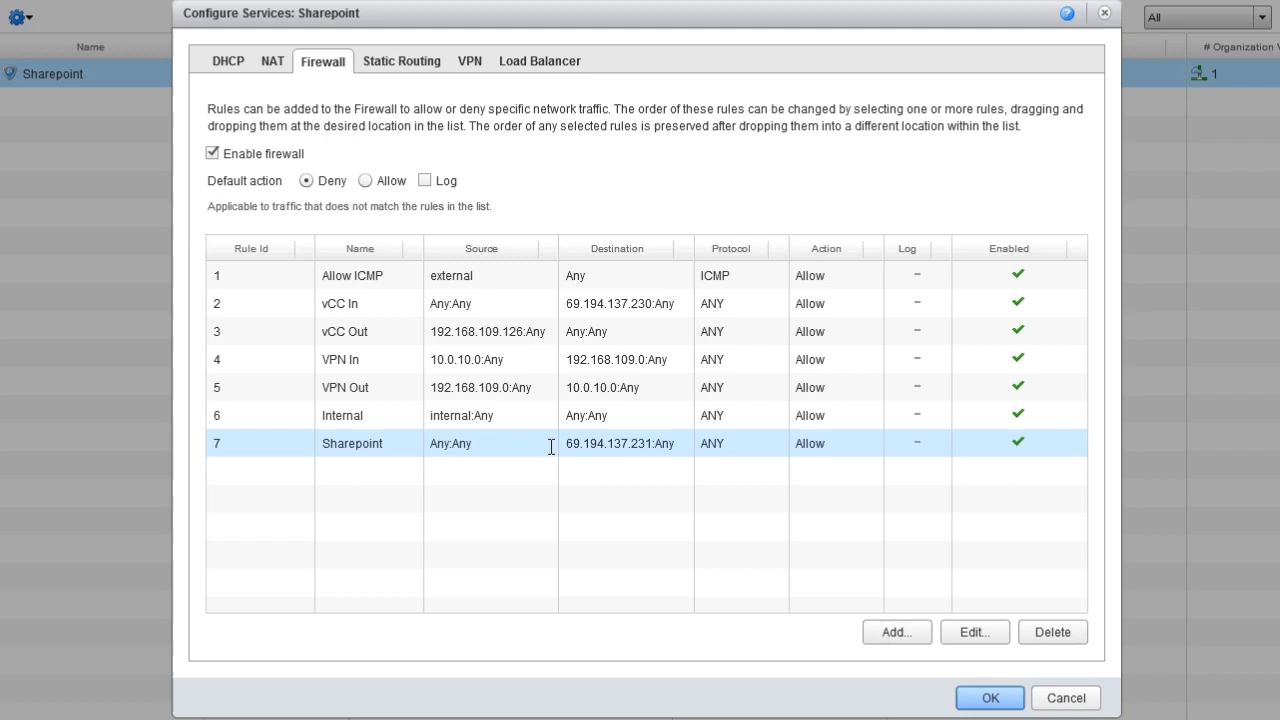 Configure Services: Sharepoint
?
All
Name
# Organization V
Sharepoint
1
DHCP NAT Firewall Static Routing VPN Load Balancer
Rules can be added to the Firewall to allow or deny specific network traffic. The order of these rules can be changed by selecting one or more rules, dragging and
dropping them at the desired location in the list. The order of any selected rules is preserved after dropping them into a different location within the list.
Enable firewall
Default action Deny Allow Log
Applicable to traffic that does not match the rules in the list.
Rule Id Name Source Destination Protocol Action Log Enabled
1 Allow ICMP external Any ICMP Allow -
2 vCC In Any:Any 69.194.137.230:Any ANY Allow -
3 vCC Out 192.168.109.126:Any Any:Any ANY Allow -
4 VPN In 10.0.10.0:Any 192.168.109.0:Any ANY Allow -
5 VPN Out 192.168.109.0:Any 10.0.10.0:Any ANY Allow -
6 Internal internal:Any Any:Any ANY Allow -
7 Sharepoint Any:Any 69.194.137.231:Any ANY Allow -
Add... Edit... Delete
OK Cancel